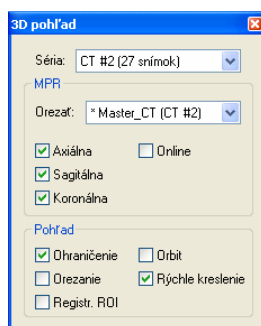 3D pohľad
Séria: CT #2 (27 snímok)
MPR
Orezať: * Master_CT (CT #2)
Axiálna Online
Sagitálna
Koronálna
Pohľad
Ohraničenie Orbit
Orezanie Rýchle kreslenie
Registr. ROI